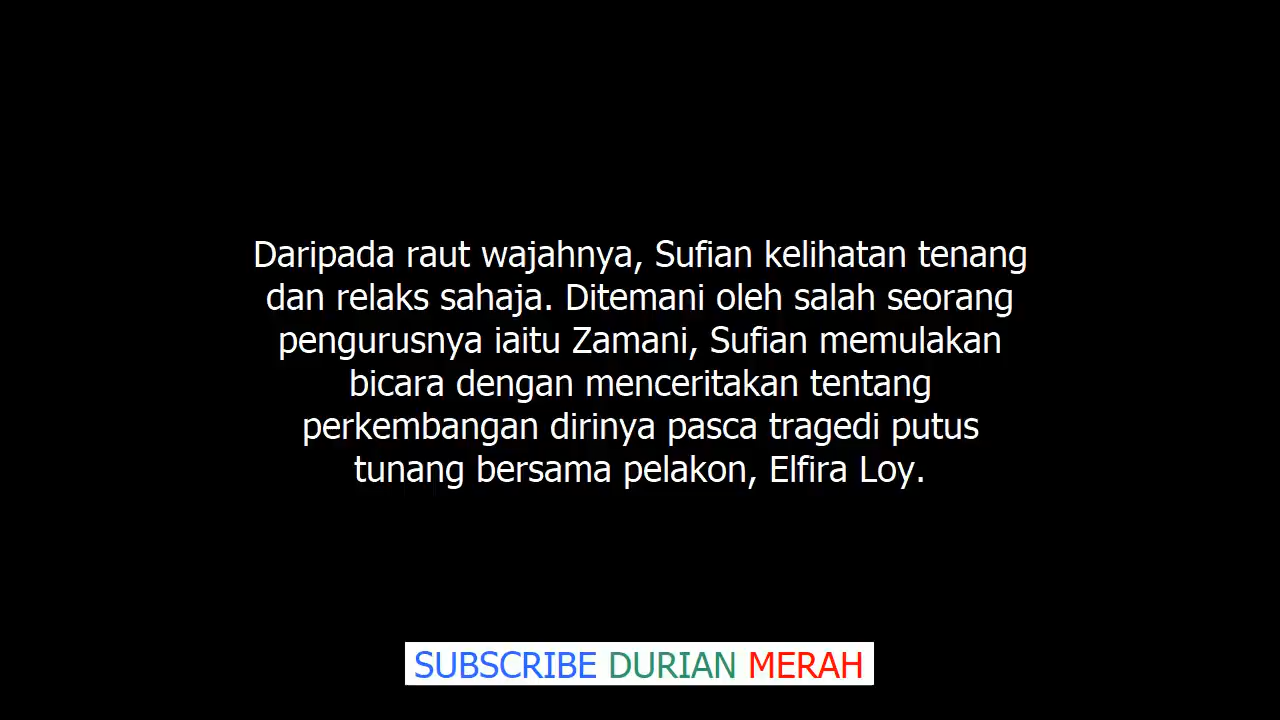 Daripada raut wajahnya, Sufian kelihatan tenang
dan relaks sahaja. Ditemani oleh salah seorang
pengurusnya iaitu Zamani, Sufian memulakan
bicara dengan menceritakan tentang
perkembangan dirinya pasca tragedi putus
tunang bersama pelakon, Elfira Loy.
SUBSCRIBE DURIAN MERAH